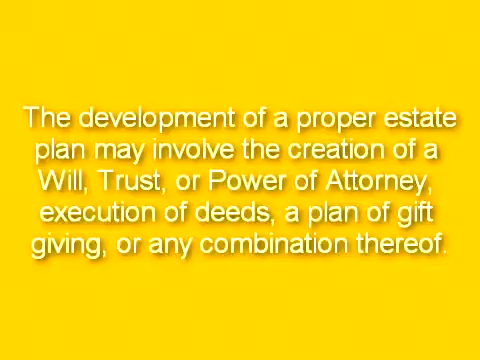 The development of a proper estate
plan may involve the creation of a
Will, Trust, or Power of Attorney,
execution of deeds, a plan of gift
giving, or any combination thereof.